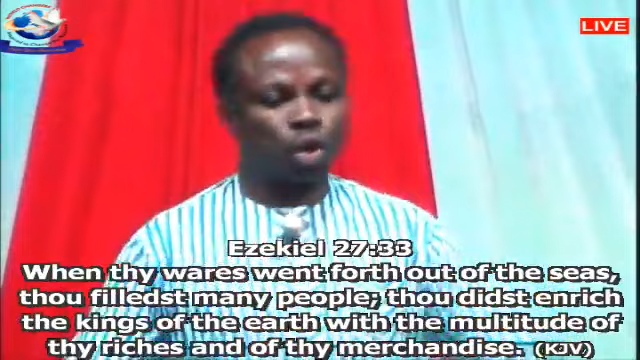 LIVE
Ezekiel 27:33
When thy wares went forth out of the seas,
thou filledst many people; thou didst enrich
the kings of the earth with the multitude of
thy riches and of thy merchandise. (KJV)